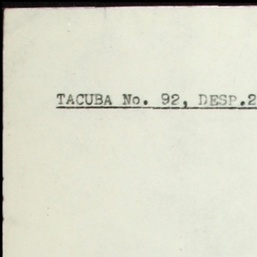 TACUBA No. 92, DESP.2